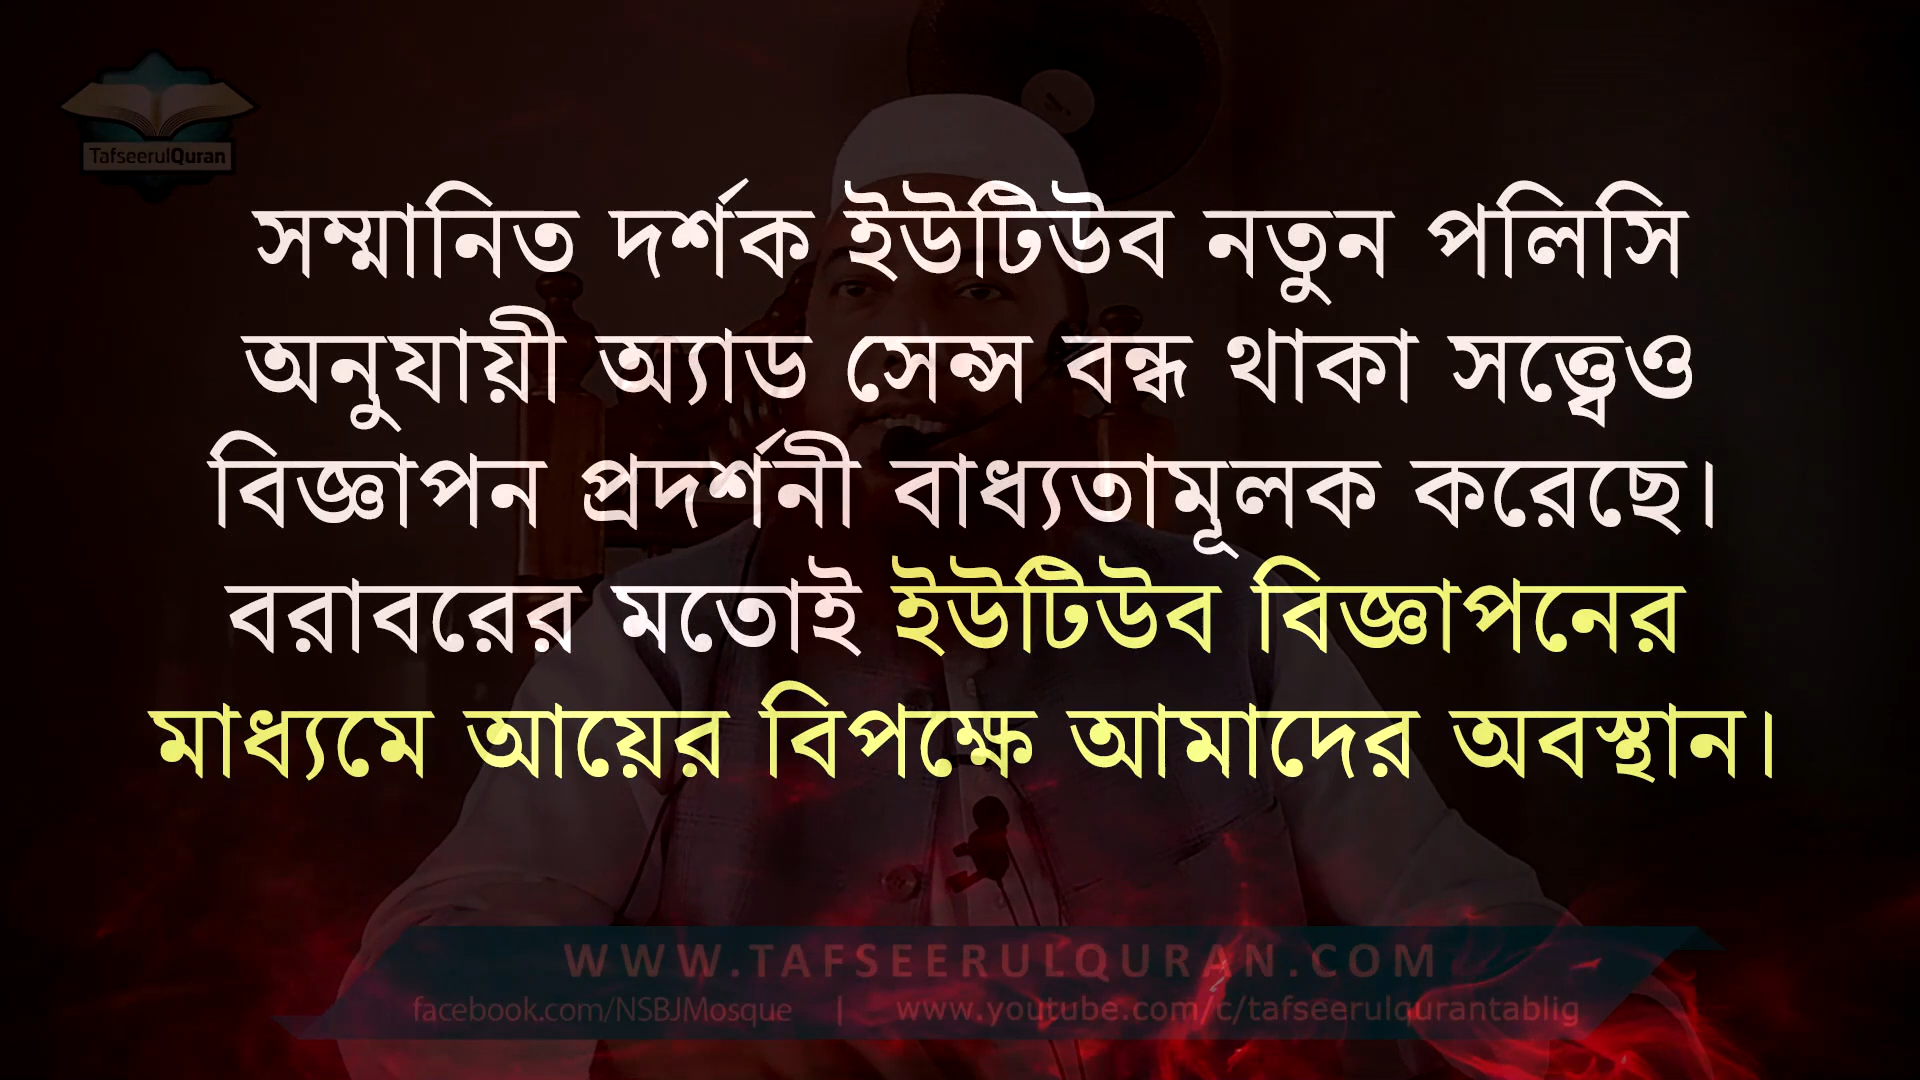 TafseerulQuran
সম্মানিত দর্শক ইউটিউব নতুন পলিসি
অনুযায়ী অ্যাড সেন্স বন্ধ থাকা সত্ত্বেও
বিজ্ঞাপন প্রদর্শনী বাধ্যতামূলক করেছে।
বরাবরের মতোই ইউটিউব বিজ্ঞাপনের
মাধ্যমে আয়ের বিপক্ষে আমাদের অবস্থান।
WWW.TAFSEERULQURAN.COM
facebook.com/NSBJMosque | www.youtube.com/c/tafseerulqurantablig